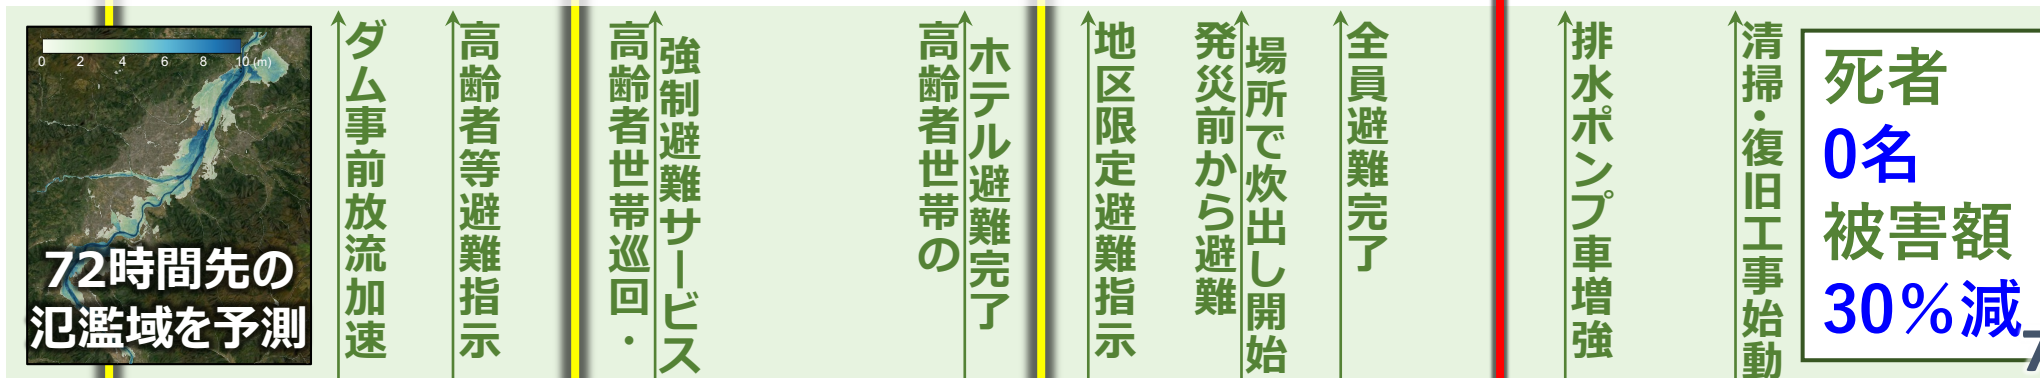 0 2 4 6 8 10 (m)
72時間先の
氾濫域を予測
ダム事前放流加速
高齢者等避難指示
高齢者世帯巡回・
強制避難サービス
高齢者世帯の
ホテル避難完了
地区限定避難指示
発災前から避難
場所で炊出し開始
全員避難完了
排水ポンプ車増強
清掃・復旧工事始動
死者
0名
被害額
30%減